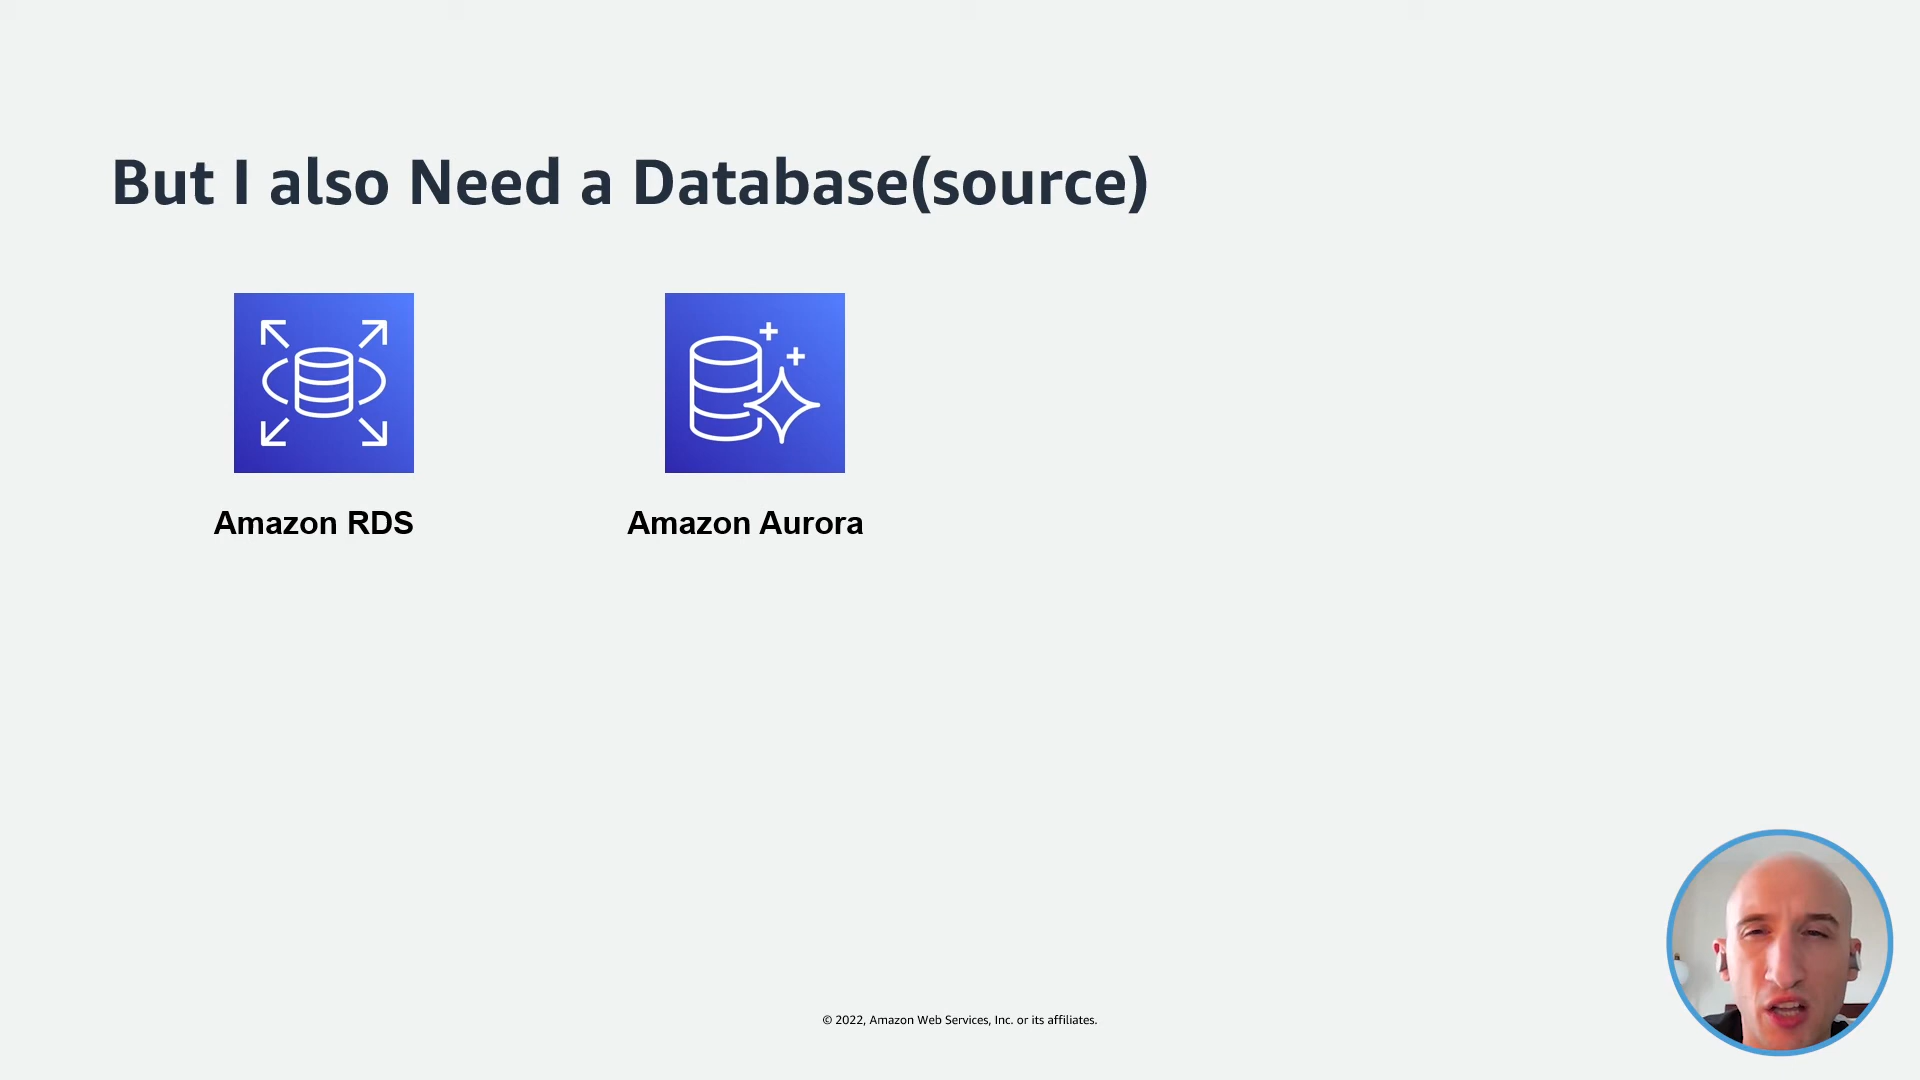 But I also Need a Database(source)
Amazon RDS
Amazon Aurora
© 2022, Amazon Web Services, Inc. or its affiliates.